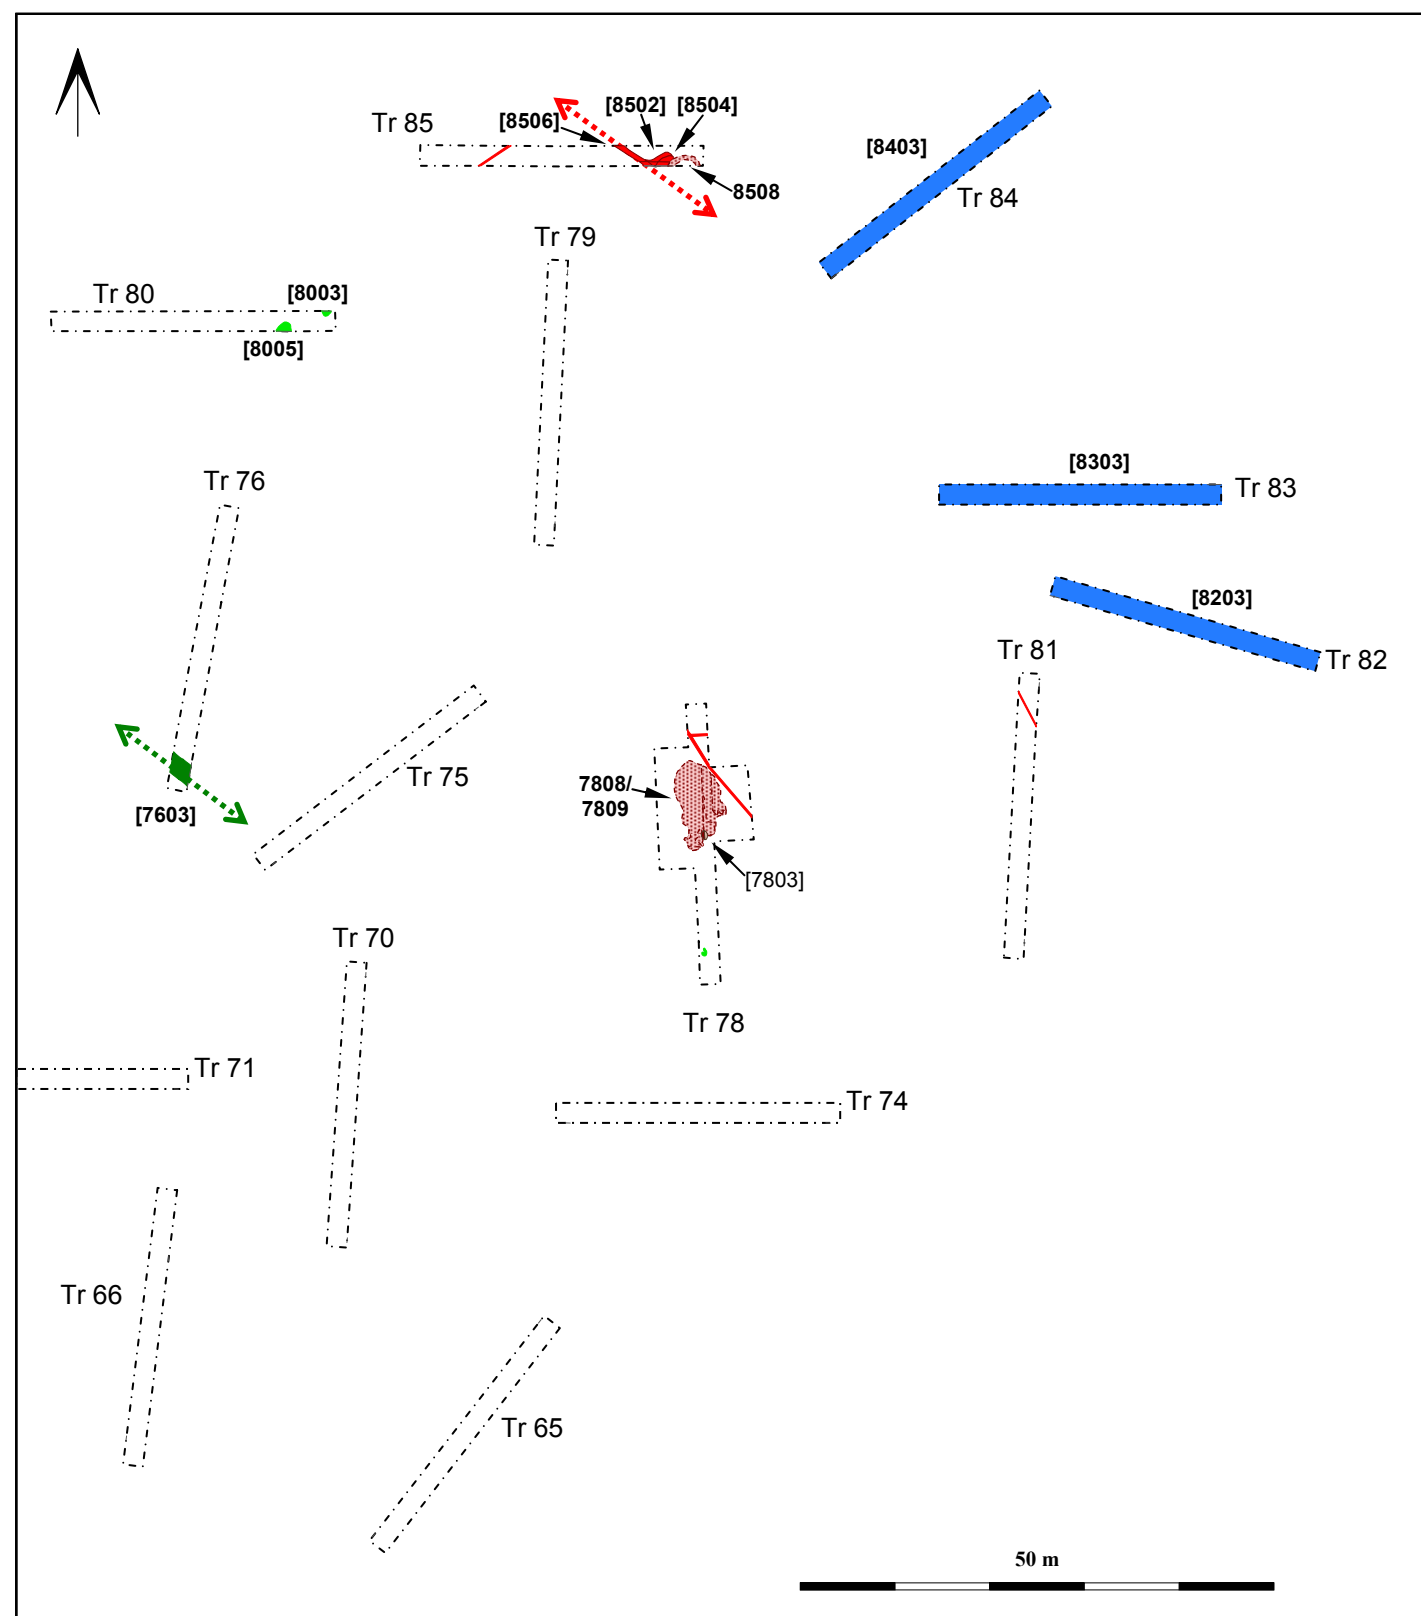 [8502] [8504]
Tr 85
[8506]
[8403]
8508
Tr 84
Tr 79
Tr 80
[8003]
[8005]
[8303]
Tr 76
Tr 83
[8203]
Tr 81
Tr 82
Tr 75
7808/
7809
[7603]
[7803]
Tr 70
Tr 78
Tr 71
Tr 74
Tr 66
Tr 65
50 m